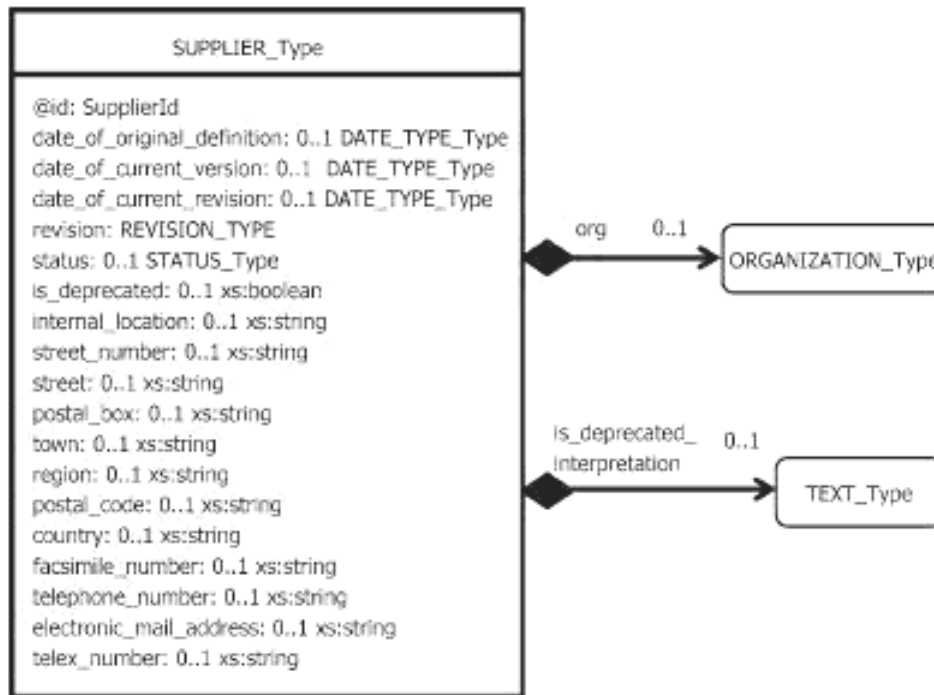 SUPPLIER_Type
@id: SupplierId
date_of_original_definition: 0..1 DATE_TYPE_Type
date_of_current_version: 0..1 DATE_TYPE_Type
date_of_current_revision: 0..1 DATE_TYPE_Type
revision: REVISION_TYPE
status: 0..1 STATUS_Type
is_deprecated: 0..1 xs:boolean
internal_location: 0..1 xs:string
street_number: 0..1 xs:string
street: 0..1 xs:string
postal_box: 0..1 xs:string
town: 0..1 xs:string
region: 0..1 xs:string
postal_code: 0..1 xs:string
country: 0..1 xs:string
facsimile_number: 0..1 xs:string
telephone_number: 0..1 xs:string
electronic_mail_address: 0..1 xs:string
telex_number: 0..1 xs:string
org 0..1
ORGANIZATION_Type
is_deprecated_ 0..1
interpretation
TEXT_Type